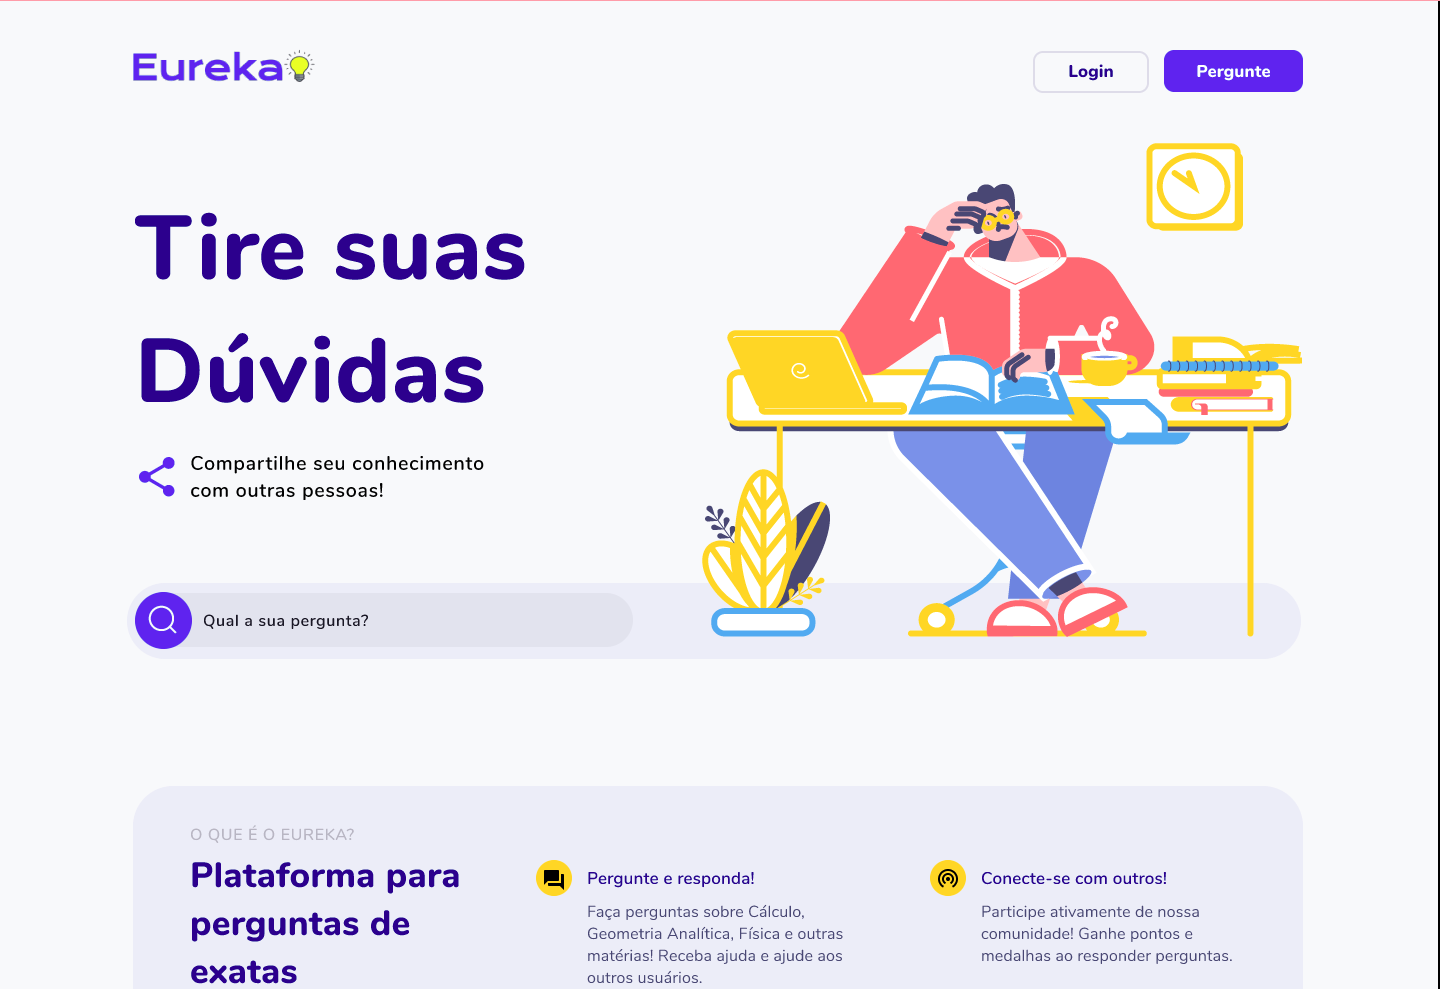 Eureka
Login
Pergunte
Tire suas
Dúvidas
Compartilhe seu conhecimento
com outras pessoas!
Qual a sua pergunta?
O QUE É O EUREKA?
Plataforma para
perguntas de
exatas
Pergunte e responda!
Faça perguntas sobre Cálculo,
Geometria Analítica, Física e outras
matérias! Receba ajuda e ajude aos
outros usuários.
Conecte-se com outros!
Participe ativamente de nossa
comunidade! Ganhe pontos e
medalhas ao responder perguntas.